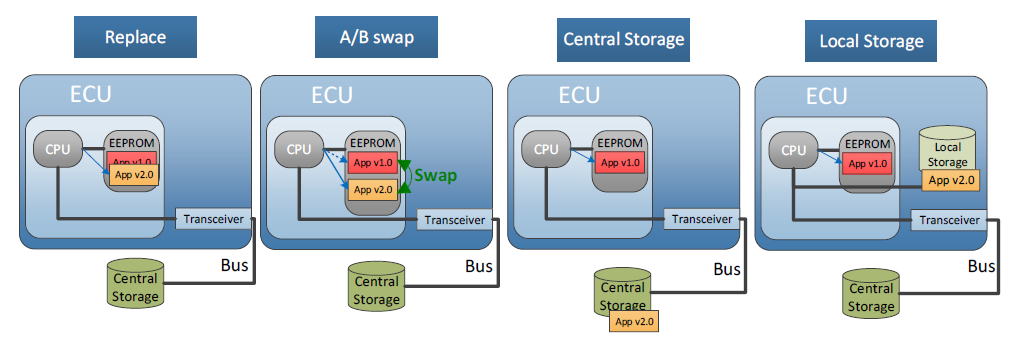 Replace
A/B swap
Central Storage
Local Storage
ECU
CPU
EEPROM
App v1.0
App v2.0
Transceiver
Bus
Central
Storage
ECU
CPU
EEPROM
App v1.0
App v2.0
Swap
Transceiver
Bus
Central
Storage
ECU
CPU
EEPROM
App v1.0
Transceiver
Bus
Central
Storage
App v2.0
ECU
CPU
EEPROM
App v1.0
Local
Storage
App v2.0
Transceiver
Bus
Central
Storage